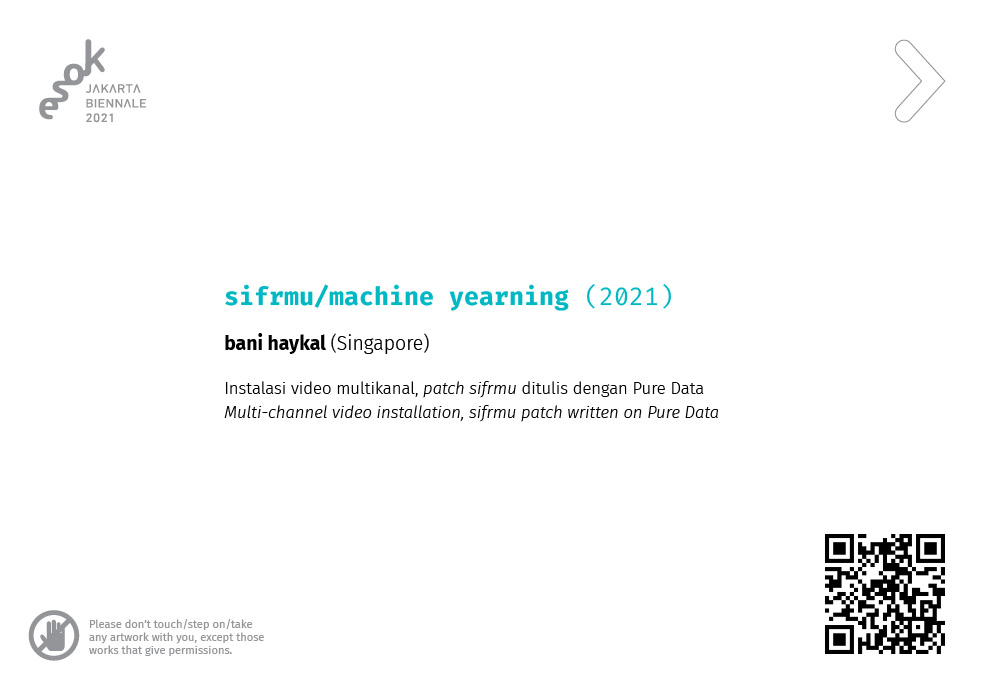 esok
JAKARTA
BIENNALE
2021
sifrmu/machine yearning (2021)
bani haykal (Singapore)
Instalasi video multikanal, patch sifrmu ditulis dengan Pure Data
Multi-channel video installation, sifrmu patch written on Pure Data
Please don’t touch/step on/take
any artwork with you, except those
works that give permissions.